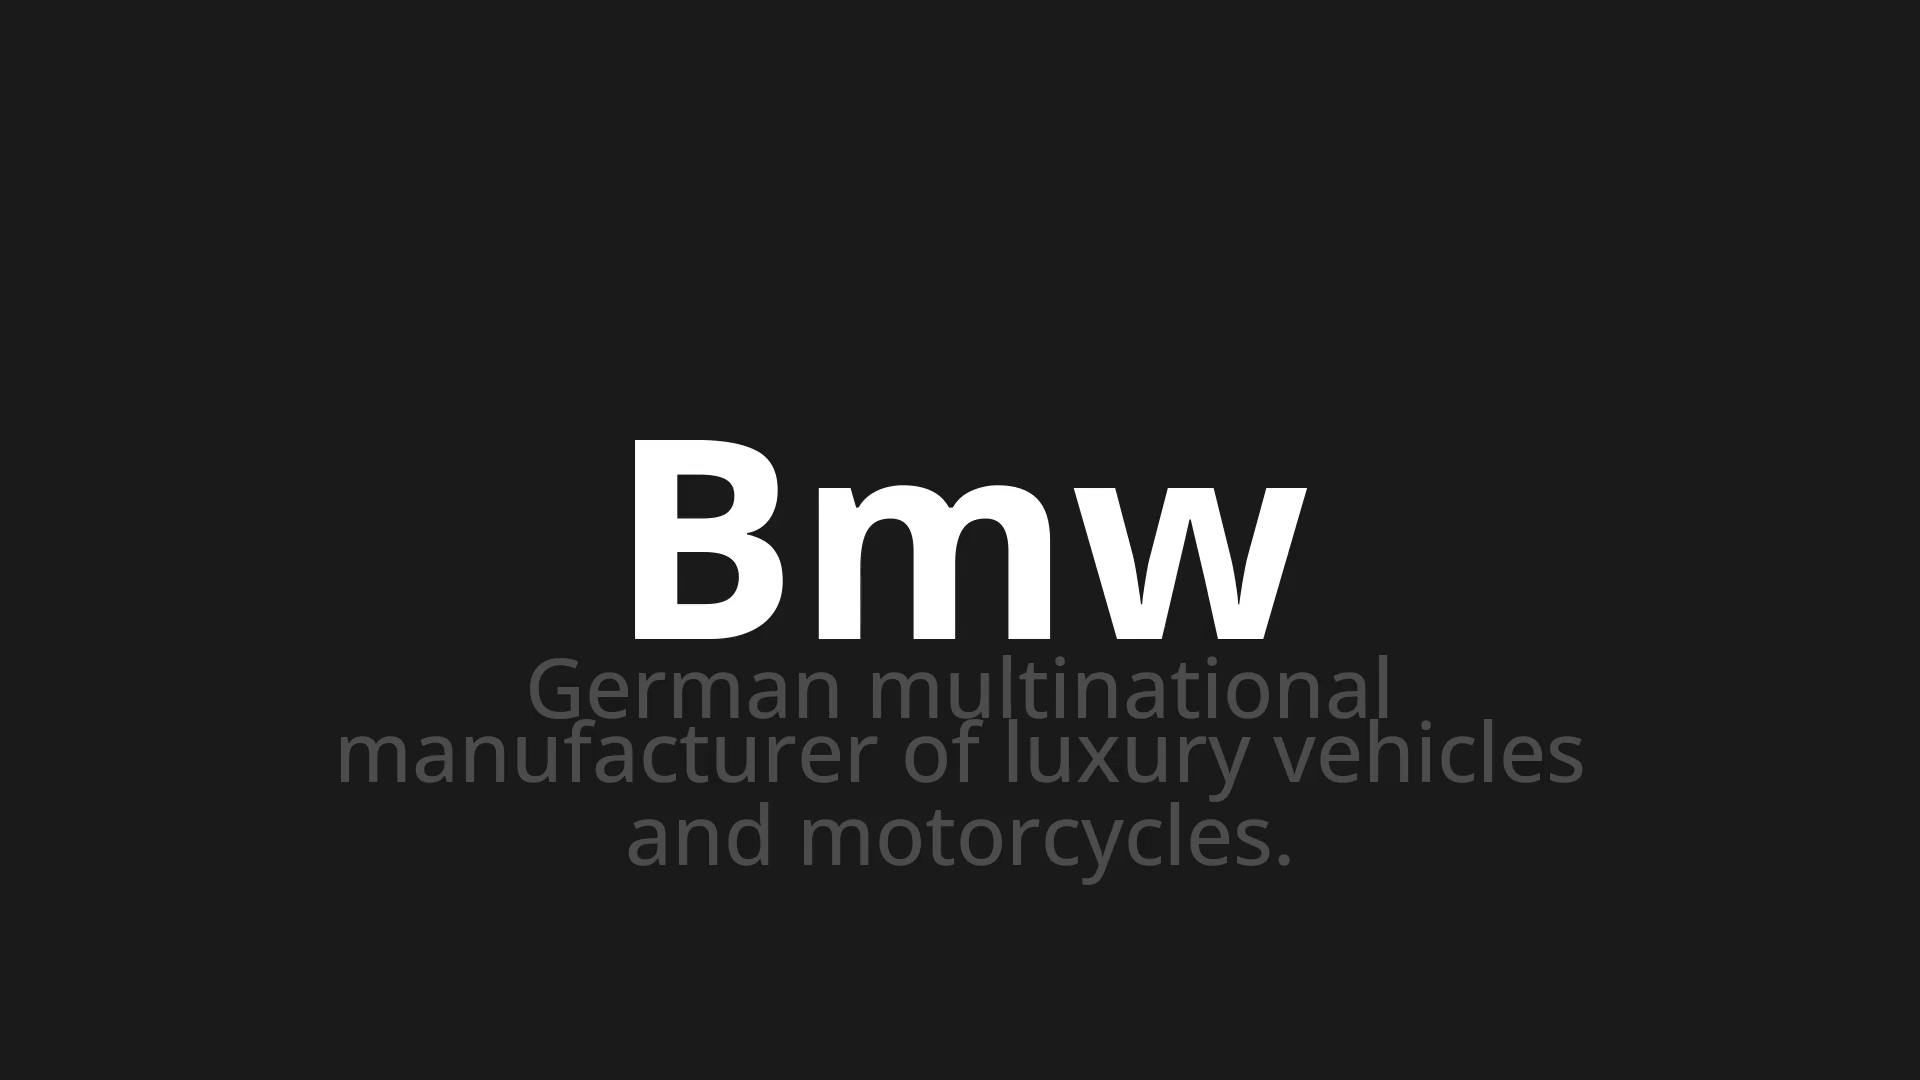 Bmw
German multinational
manufacturer of luxury vehicles
and motorcycles.